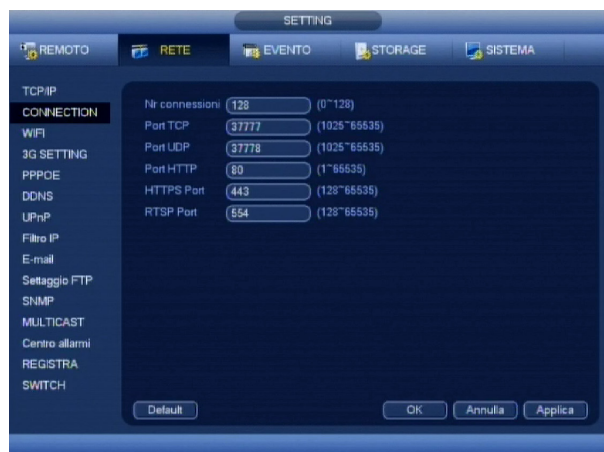 SETTING
REMOTO RETE EVENTO STORAGE SISTEMA
TCP/IP
CONNECTION
WIFI
3G SETTING
PPPOE
DDNS
UPnP
Filtro IP
E-mail
Settaggio FTP
SNMP
MULTICAST
Centro allarmi
REGISTRA
SWITCH
Nr connessioni 128 (0~128)
Port TCP 37777 (1025~65535)
Port UDP 37778 (1025~65535)
Port HTTP 80 (1~65535)
HTTPS Port 443 (128~65535)
RTSP Port 554 (128~65535)
Default OK Annulla Applica